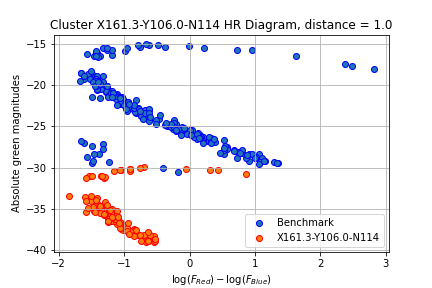 Cluster X161.3-Y106.0-N114 HR Diagram, distance = 1.0
Absolute green magnitudes
−15
−20
−25
−30
−35
−40
−2
−1
0
1
2
3
log(F_Red) − log(F_Blue)
Benchmark
X161.3-Y106.0-N114